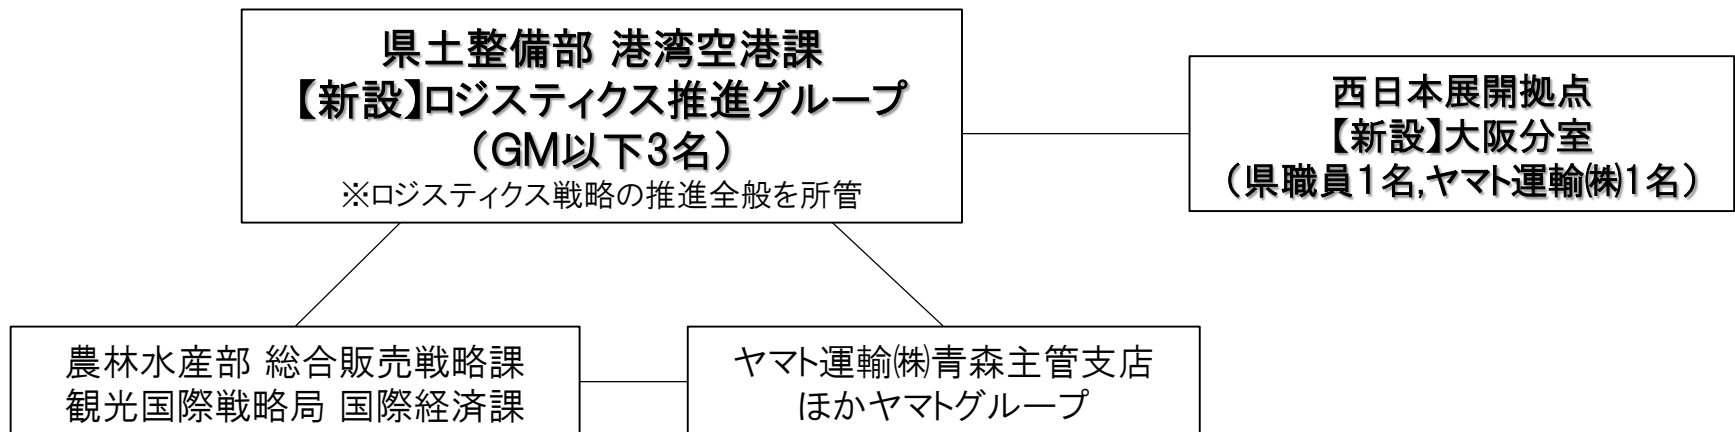 県土整備部 港湾空港課
【新設】ロジスティクス推進グループ
（GM以下3名）
※ロジスティクス戦略の推進全般を所管
西日本展開拠点
【新設】大阪分室
（県職員1名,ヤマト運輸㈱1名）
農林水産部 総合販売戦略課
観光国際戦略局 国際経済課
ヤマト運輸㈱青森主管支店
ほかヤマトグループ